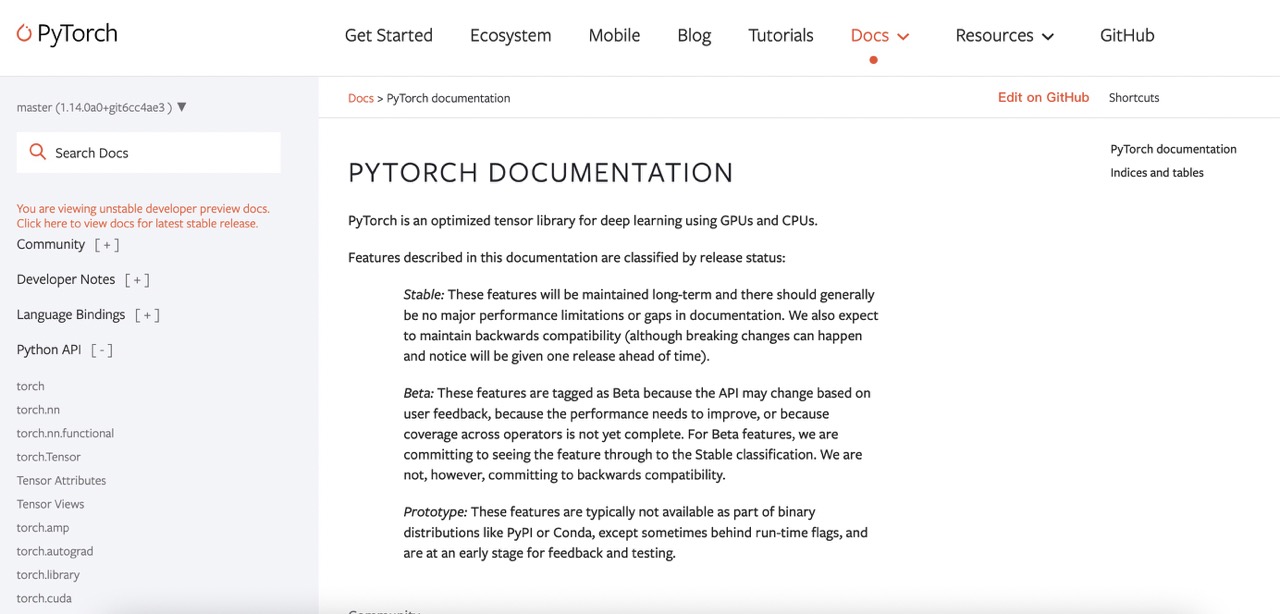 PyTorch
Get Started Ecosystem Mobile Blog Tutorials Docs Resources GitHub
master (1.14.0a0+git6cc4ae3 ) ▼
Search Docs
You are viewing unstable developer preview docs.
Click here to view docs for latest stable release.
Community [ + ]
Developer Notes [ + ]
Language Bindings [ + ]
Python API [ - ]
torch
torch.nn
torch.nn.functional
torch.Tensor
Tensor Attributes
Tensor Views
torch.amp
torch.autograd
torch.library
torch.cuda
Docs > PyTorch documentation
Edit on GitHub
Shortcuts
PYTORCH DOCUMENTATION
PyTorch is an optimized tensor library for deep learning using GPUs and CPUs.
Features described in this documentation are classified by release status:
Stable: These features will be maintained long-term and there should generally
be no major performance limitations or gaps in documentation. We also expect
to maintain backwards compatibility (although breaking changes can happen
and notice will be given one release ahead of time).
Beta: These features are tagged as Beta because the API may change based on
user feedback, because the performance needs to improve, or because
coverage across operators is not yet complete. For Beta features, we are
committing to seeing the feature through to the Stable classification. We are
not, however, committing to backwards compatibility.
Prototype: These features are typically not available as part of binary
distributions like PyPI or Conda, except sometimes behind run-time flags, and
are at an early stage for feedback and testing.
Community
PyTorch documentation
Indices and tables